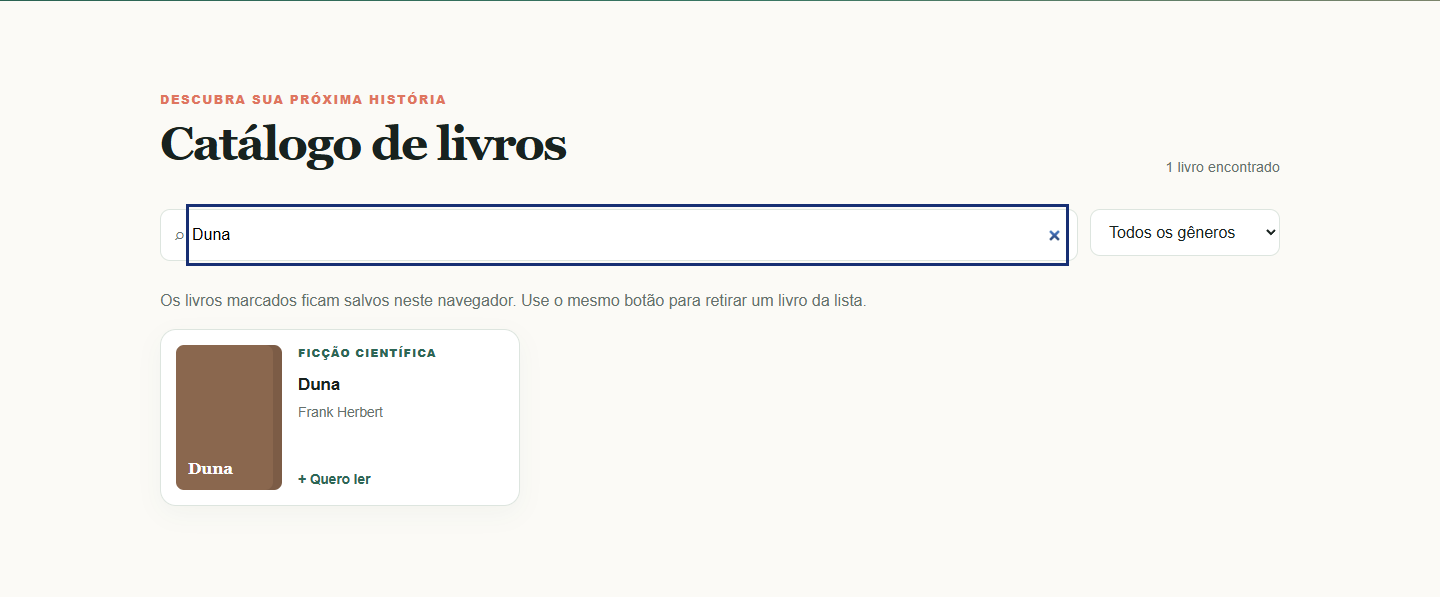 DESCUBRA SUA PRÓXIMA HISTÓRIA
Catálogo de livros
1 livro encontrado
Duna
Todos os gêneros
Os livros marcados ficam salvos neste navegador. Use o mesmo botão para retirar um livro da lista.
FICÇÃO CIENTÍFICA
Duna
Frank Herbert
Duna
+ Quero ler